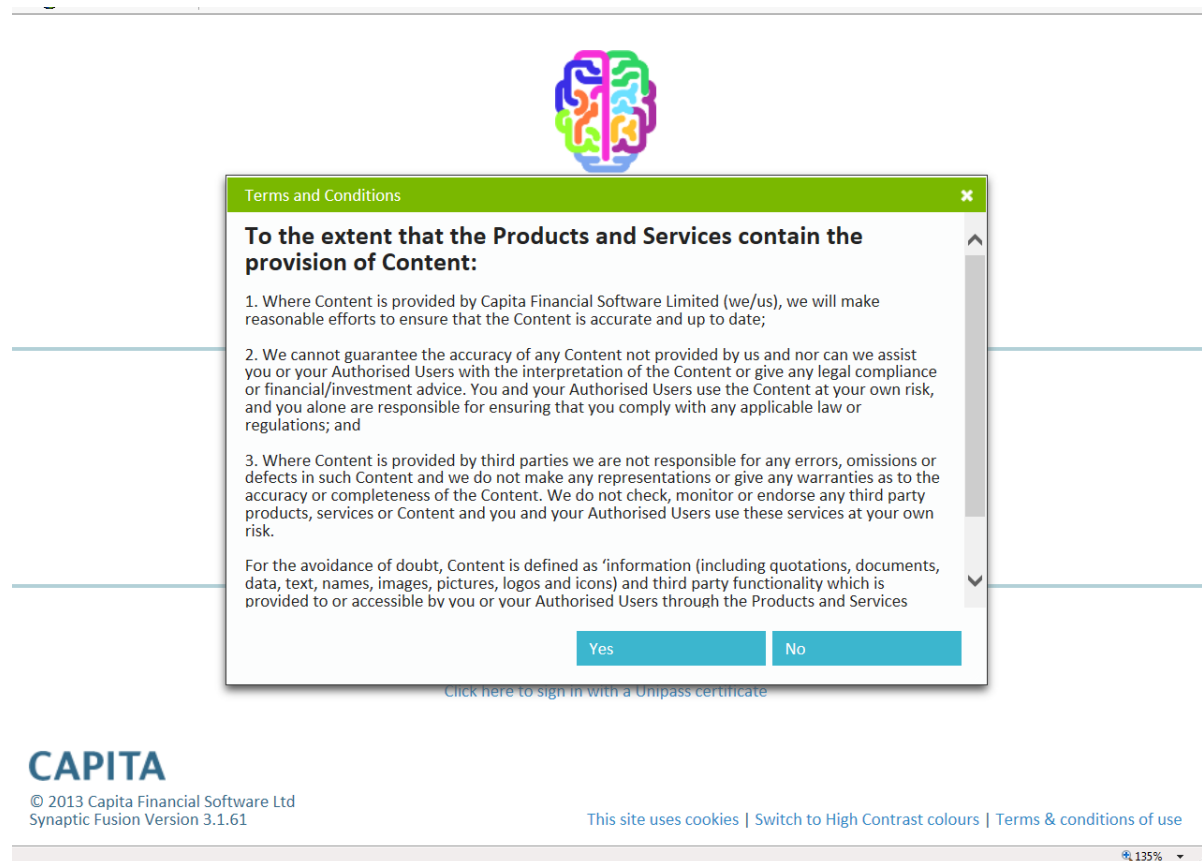 Terms and Conditions
To the extent that the Products and Services contain the
provision of Content:
1. Where Content is provided by Capita Financial Software Limited (we/us), we will make
reasonable efforts to ensure that the Content is accurate and up to date;
2. We cannot guarantee the accuracy of any Content not provided by us and nor can we assist
you or your Authorised Users with the interpretation of the Content or give any legal compliance
or financial/investment advice. You and your Authorised Users use the Content at your own risk,
and you alone are responsible for ensuring that you comply with any applicable law or
regulations; and
3. Where Content is provided by third parties we are not responsible for any errors, omissions or
defects in such Content and we do not make any representations or give any warranties as to the
accuracy or completeness of the Content. We do not check, monitor or endorse any third party
products, services or Content and you and your Authorised Users use these services at your own
risk.
For the avoidance of doubt, Content is defined as ‘information (including quotations, documents,
data, text, names, images, pictures, logos and icons) and third party functionality which is
provided to or accessible by you or your Authorised Users through the Products and Services
Yes No
Click here to sign in with a Unipass certificate
CAPITA
© 2013 Capita Financial Software Ltd
Synaptic Fusion Version 3.1.61
This site uses cookies | Switch to High Contrast colours | Terms & conditions of use
135%